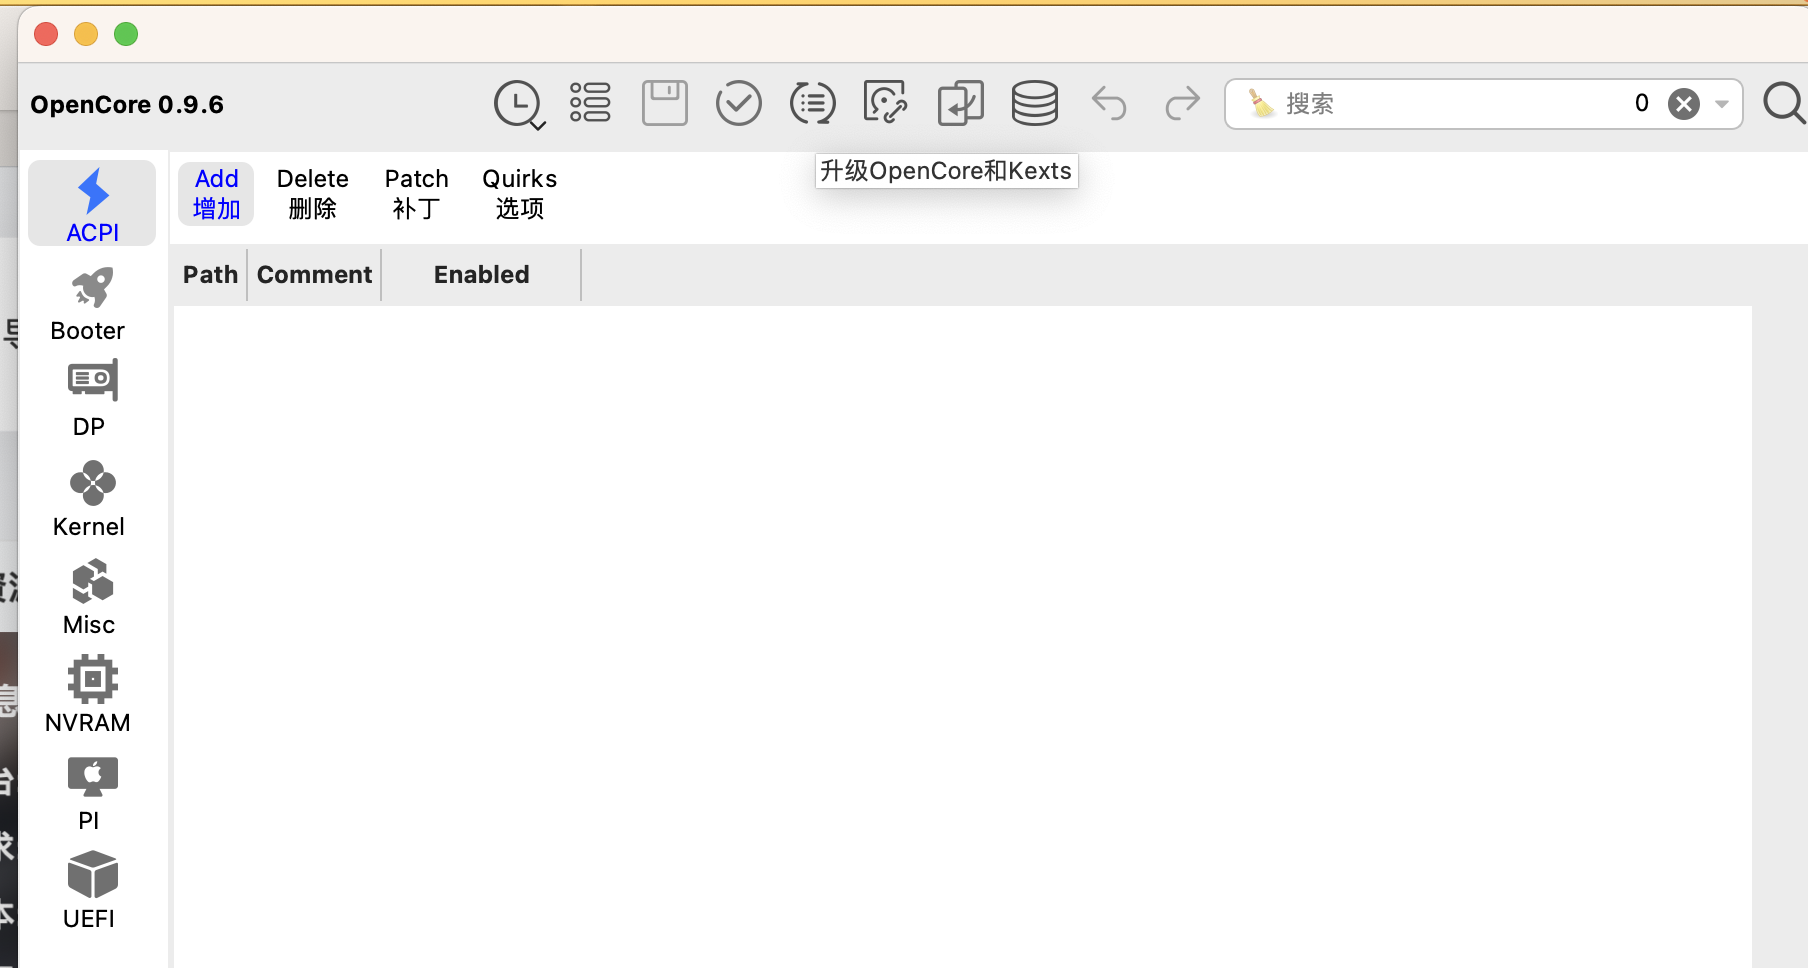 OpenCore 0.9.6
搜索
0
升级OpenCore和Kexts
Add
增加
Delete
删除
Patch
补丁
Quirks
选项
Path
Comment
Enabled
ACPI
Booter
DP
Kernel
Misc
NVRAM
PI
UEFI